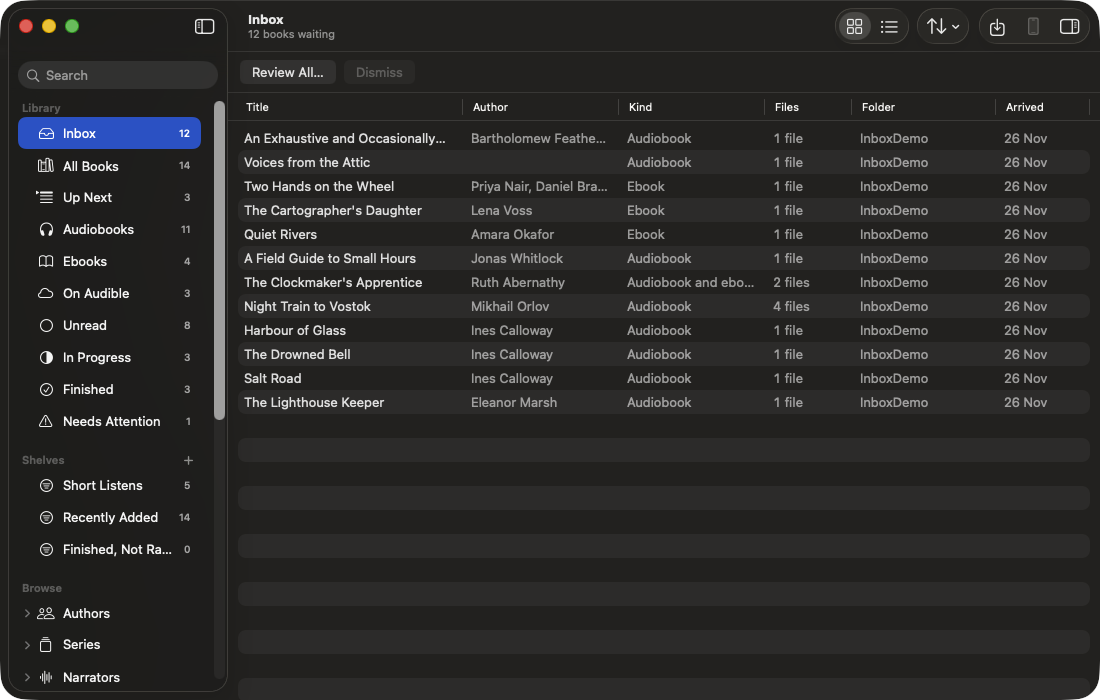 Inbox
12 books waiting
Search
Review All...
Dismiss
Library
Inbox 12
All Books 14
Up Next 3
Audiobooks 11
Ebooks 4
On Audible 3
Unread 8
In Progress 3
Finished 3
Needs Attention 1
Shelves
Short Listens 5
Recently Added 14
Finished, Not Ra... 0
Browse
Authors
Series
Narrators
Title Author Kind Files Folder Arrived
An Exhaustive and Occasionally... Bartholomew Feathe... Audiobook 1 file InboxDemo 26 Nov
Voices from the Attic Audiobook 1 file InboxDemo 26 Nov
Two Hands on the Wheel Priya Nair, Daniel Bra... Ebook 1 file InboxDemo 26 Nov
The Cartographer's Daughter Lena Voss Ebook 1 file InboxDemo 26 Nov
Quiet Rivers Amara Okafor Ebook 1 file InboxDemo 26 Nov
A Field Guide to Small Hours Jonas Whitlock Audiobook 1 file InboxDemo 26 Nov
The Clockmaker's Apprentice Ruth Abernathy Audiobook and ebo... 2 files InboxDemo 26 Nov
Night Train to Vostok Mikhail Orlov Audiobook 4 files InboxDemo 26 Nov
Harbour of Glass Ines Calloway Audiobook 1 file InboxDemo 26 Nov
The Drowned Bell Ines Calloway Audiobook 1 file InboxDemo 26 Nov
Salt Road Ines Calloway Audiobook 1 file InboxDemo 26 Nov
The Lighthouse Keeper Eleanor Marsh Audiobook 1 file InboxDemo 26 Nov